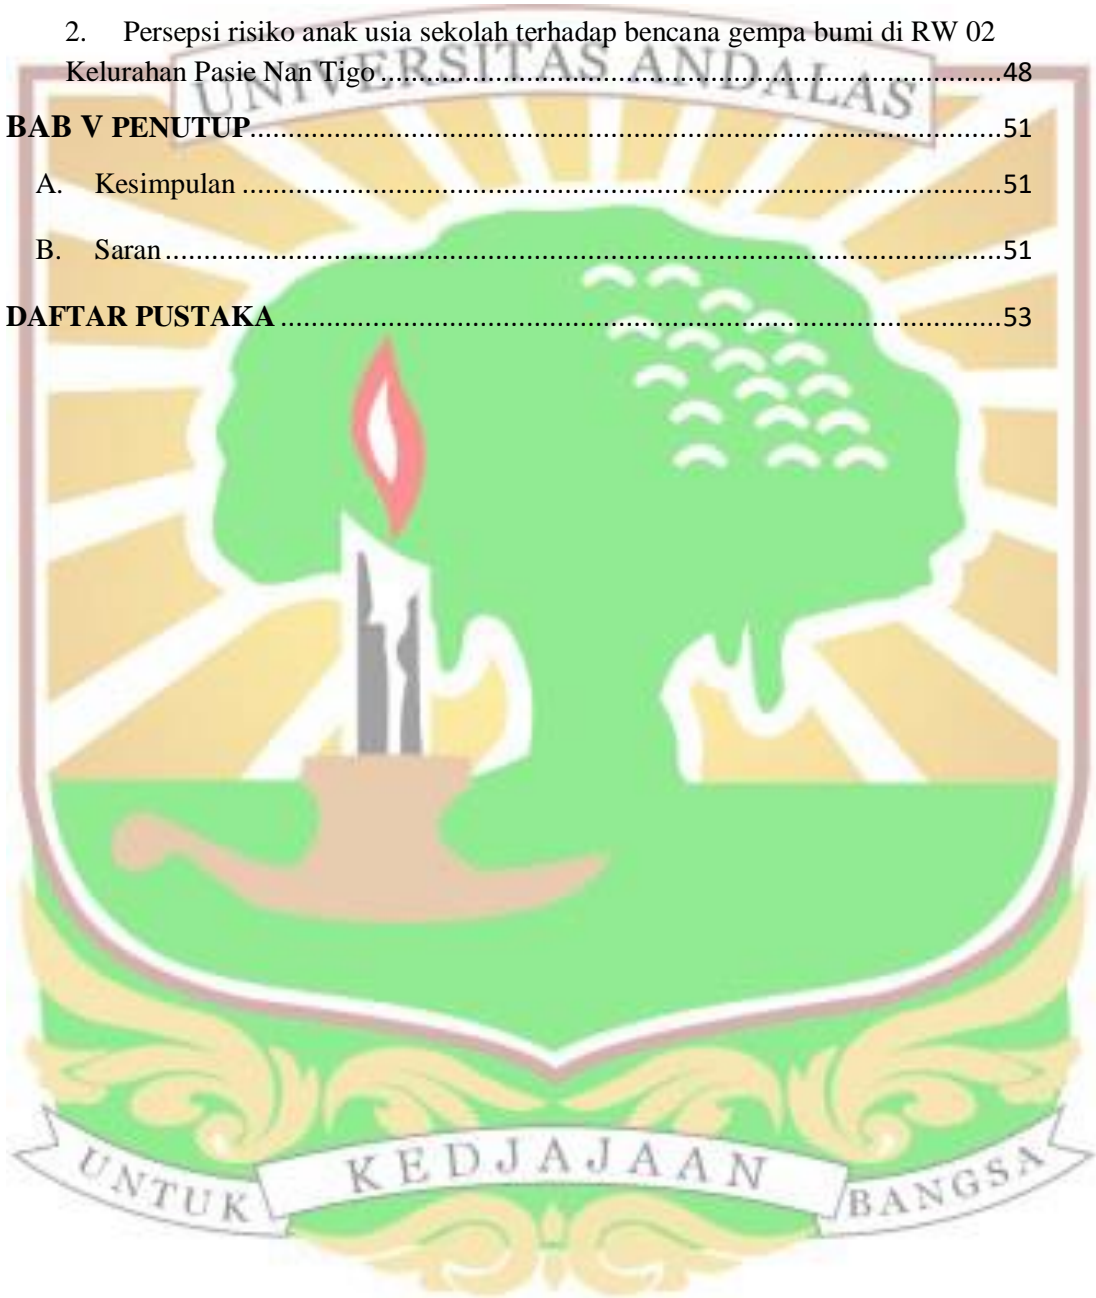 2. Persepsi risiko anak usia sekolah terhadap bencana gempa bumi di RW 02
Kelurahan Pasie Nan Tigo ........ 48
UNIVERSITAS ANDALAS
BAB V PENUTUP ........ 51
A. Kesimpulan ........ 51
B. Saran ........ 51
DAFTAR PUSTAKA ........ 53
UNTUK KEDJAJAAN BANGSA